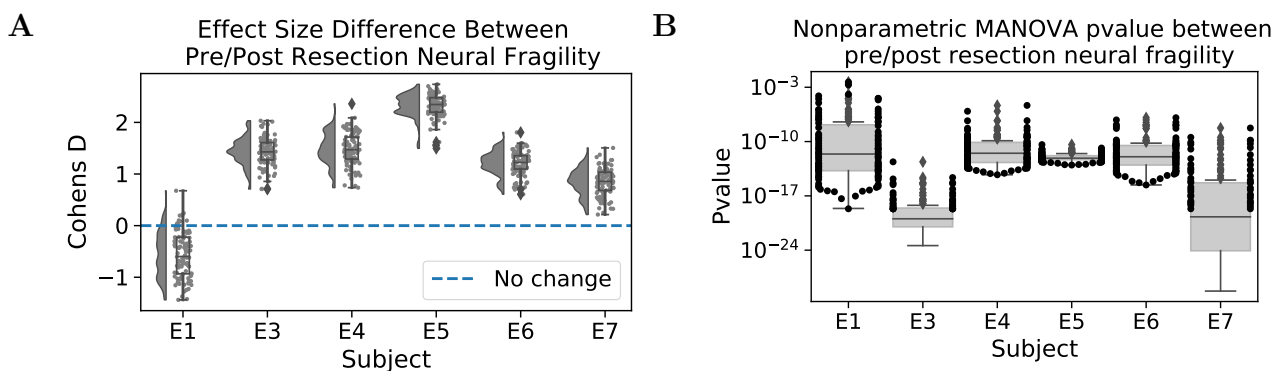 A
Effect Size Difference Between
Pre/Post Resection Neural Fragility
Cohens D
2
1
0
−1
No change
E1 E3 E4 E5 E6 E7
Subject
B
Nonparametric MANOVA pvalue between
pre/post resection neural fragility
Pvalue
10⁻³
10⁻¹⁰
10⁻¹⁷
10⁻²⁴
E1 E3 E4 E5 E6 E7
Subject